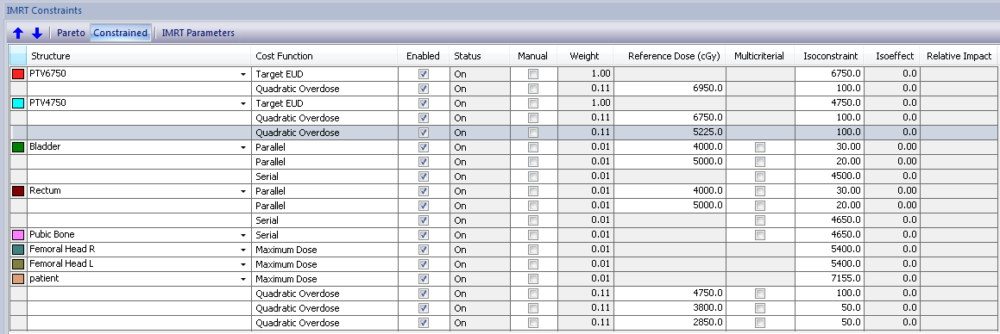 IMRT Constraints
Pareto Constrained IMRT Parameters
Structure Cost Function Enabled Status Manual Weight Reference Dose (cGy) Multicriterial Isoconstraint Isoeffect Relative Impact
PTV6750 Target EUD On 1.00 6750.0 0.0
Quadratic Overdose On 0.11 6950.0 100.0 0.0
PTV4750 Target EUD On 1.00 4750.0 0.0
Quadratic Overdose On 0.11 6750.0 100.0 0.0
Quadratic Overdose On 0.11 5225.0 100.0 0.0
Bladder Parallel On 0.01 4000.0 30.00 0.00
Parallel On 0.01 5000.0 20.00 0.00
Serial On 0.01 4500.0 0.0
Rectum Parallel On 0.01 4000.0 30.00 0.00
Parallel On 0.01 5000.0 20.00 0.00
Serial On 0.01 4650.0 0.0
Pubic Bone Serial On 0.01 4650.0 0.0
Femoral Head R Maximum Dose On 0.01 5400.0 0.0
Femoral Head L Maximum Dose On 0.01 5400.0 0.0
patient Maximum Dose On 0.01 7155.0 0.0
Quadratic Overdose On 0.11 4750.0 100.0 0.0
Quadratic Overdose On 0.11 3800.0 50.0 0.0
Quadratic Overdose On 0.11 2850.0 50.0 0.0